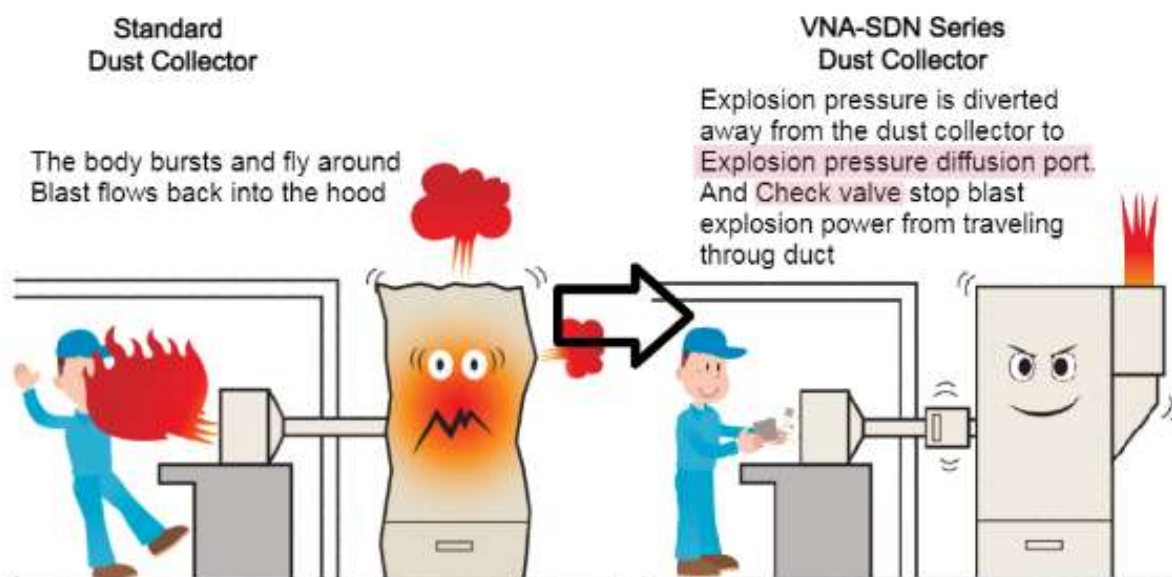 Standard
Dust Collector
The body bursts and fly around
Blast flows back into the hood
VNA-SDN Series
Dust Collector
Explosion pressure is diverted
away from the dust collector to
Explosion pressure diffusion port.
And Check valve stop blast
explosion power from traveling
throug duct